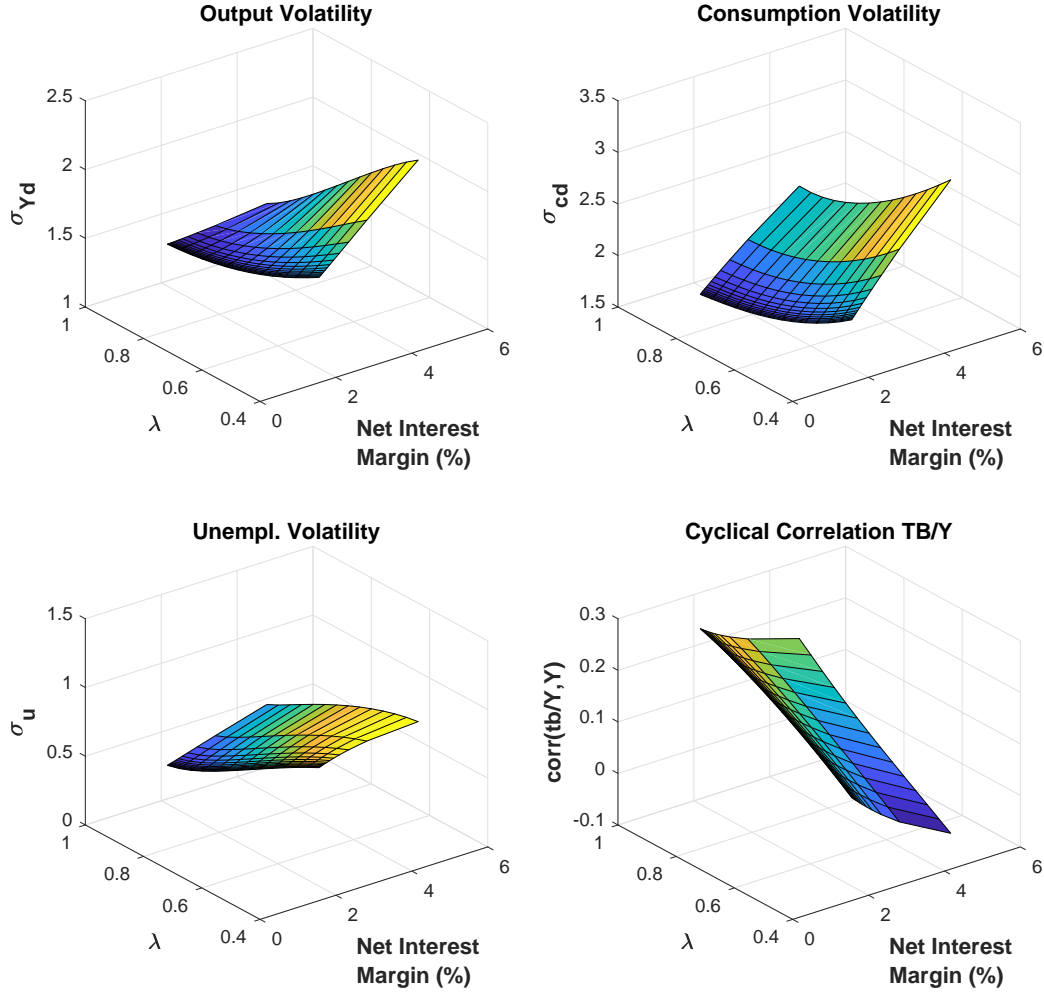 Output Volatility
2.5
2
1.5
1
σYd
1
0.8
0.6
0.4
λ
0
2
4
6
Net Interest
Margin (%)
Consumption Volatility
3.5
3
2.5
2
1.5
σcd
1
0.8
0.6
0.4
λ
0
2
4
6
Net Interest
Margin (%)
Unempl. Volatility
1.5
1
0.5
0
σu
1
0.8
0.6
0.4
λ
0
2
4
6
Net Interest
Margin (%)
Cyclical Correlation TB/Y
0.3
0.2
0.1
0
-0.1
corr(tb/Y,Y)
1
0.8
0.6
0.4
λ
0
2
4
6
Net Interest
Margin (%)